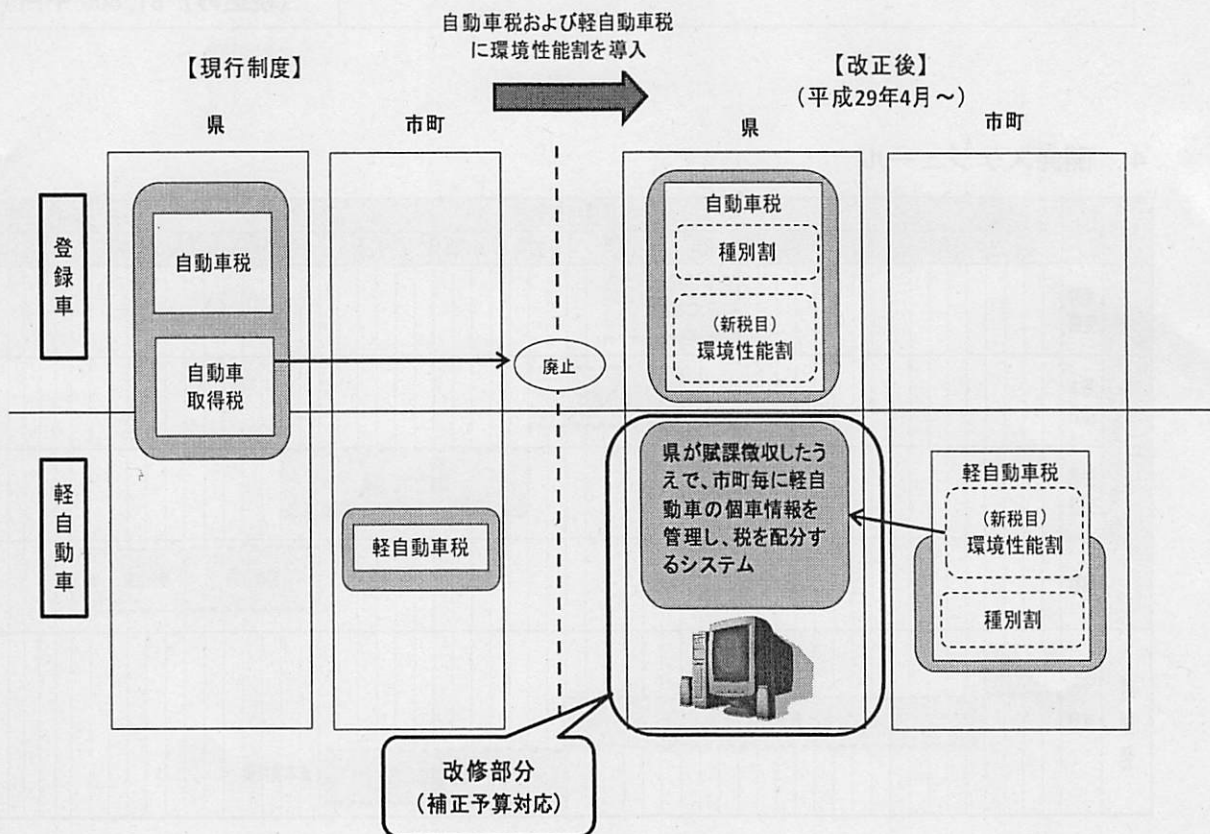 自動車税および軽自動車税
に環境性能割を導入
【現行制度】
【改正後】
（平成29年4月～）
県
市町
県
市町
登録車
自動車税
自動車
取得税
廃止
自動車税
種別割
（新税目）
環境性能割
軽自動車
軽自動車税
県が賦課徴収したう
えで、市町毎に軽自
動車の個車情報を
管理し、税を配分す
るシステム
軽自動車税
（新税目）
環境性能割
種別割
改修部分
（補正予算対応）